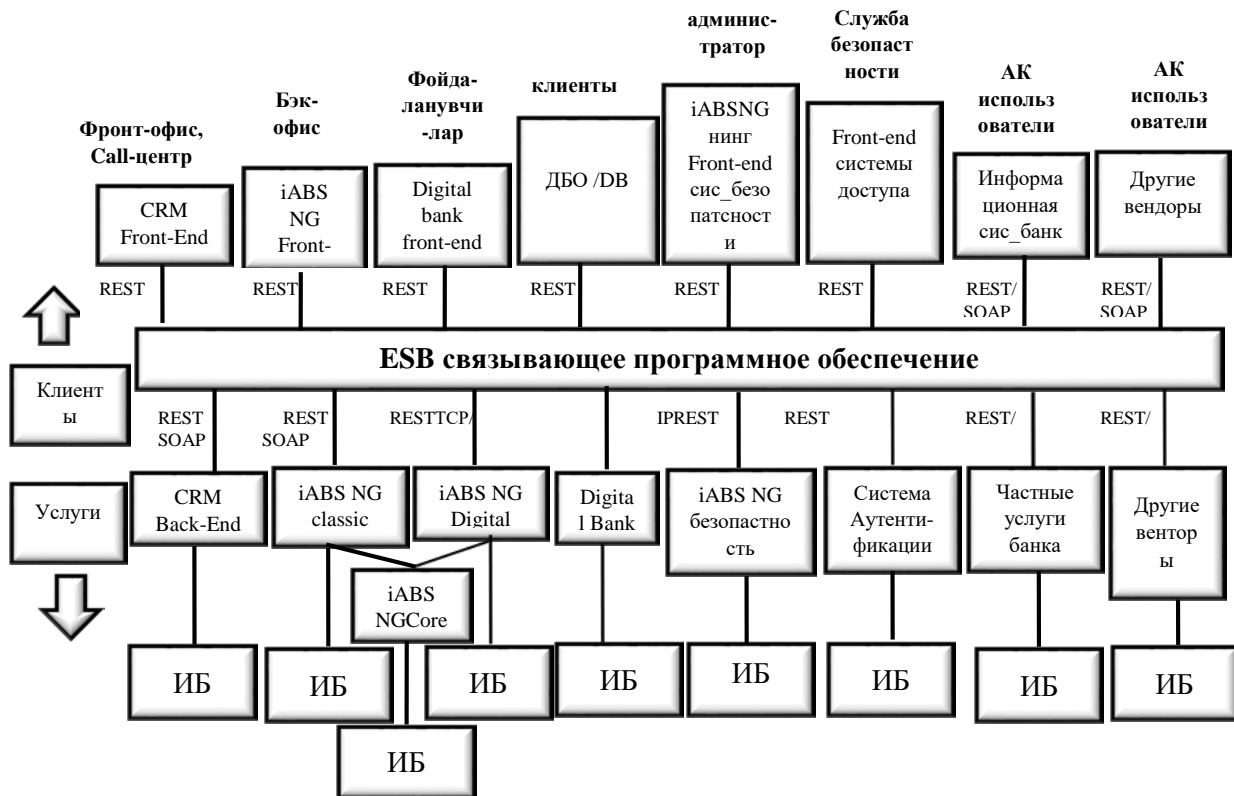 Фронт-офис,
Call-центр
Бэк-
офис
Фойда-
ланувчи
-лар
клиенты
админис-
тратор
Служба
безопаст
ности
АК
использ
ователи
АК
использ
ователи
CRM
Front-End
iABS
NG
Front-
Digital
bank
front-end
ДБО /DB
iABSNG
нинг
Front-end
сис_безо
патсност
и
Front-end
системы
доступа
Информа
ционная
сис_банк
Другие
вендоры
REST
REST
REST
REST
REST
REST
REST/
SOAP
REST/
SOAP
ESB связывающее программное обеспечение
Клиент
ы
Услуги
REST
SOAP
REST
SOAP
RESTTCP/
IPREST
REST
REST/
REST/
CRM
Back-End
iABS NG
classic
iABS NG
Digital
Digita
l Bank
iABS NG
безопастно
сть
Система
Аутенти-
фикации
Частные
услуги
банка
Другие
вентор
ы
iABS
NGCore
ИБ
ИБ
ИБ
ИБ
ИБ
ИБ
ИБ
ИБ
ИБ